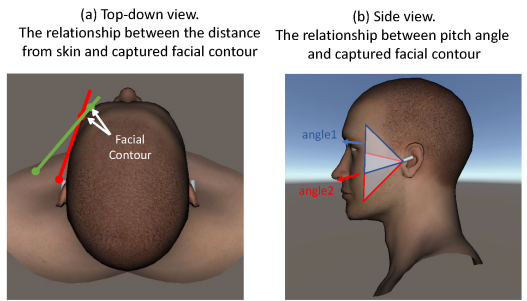 (a) Top-down view.
The relationship between the distance
from skin and captured facial contour
Facial
Contour
(b) Side view.
The relationship between pitch angle
and captured facial contour
angle1
angle2